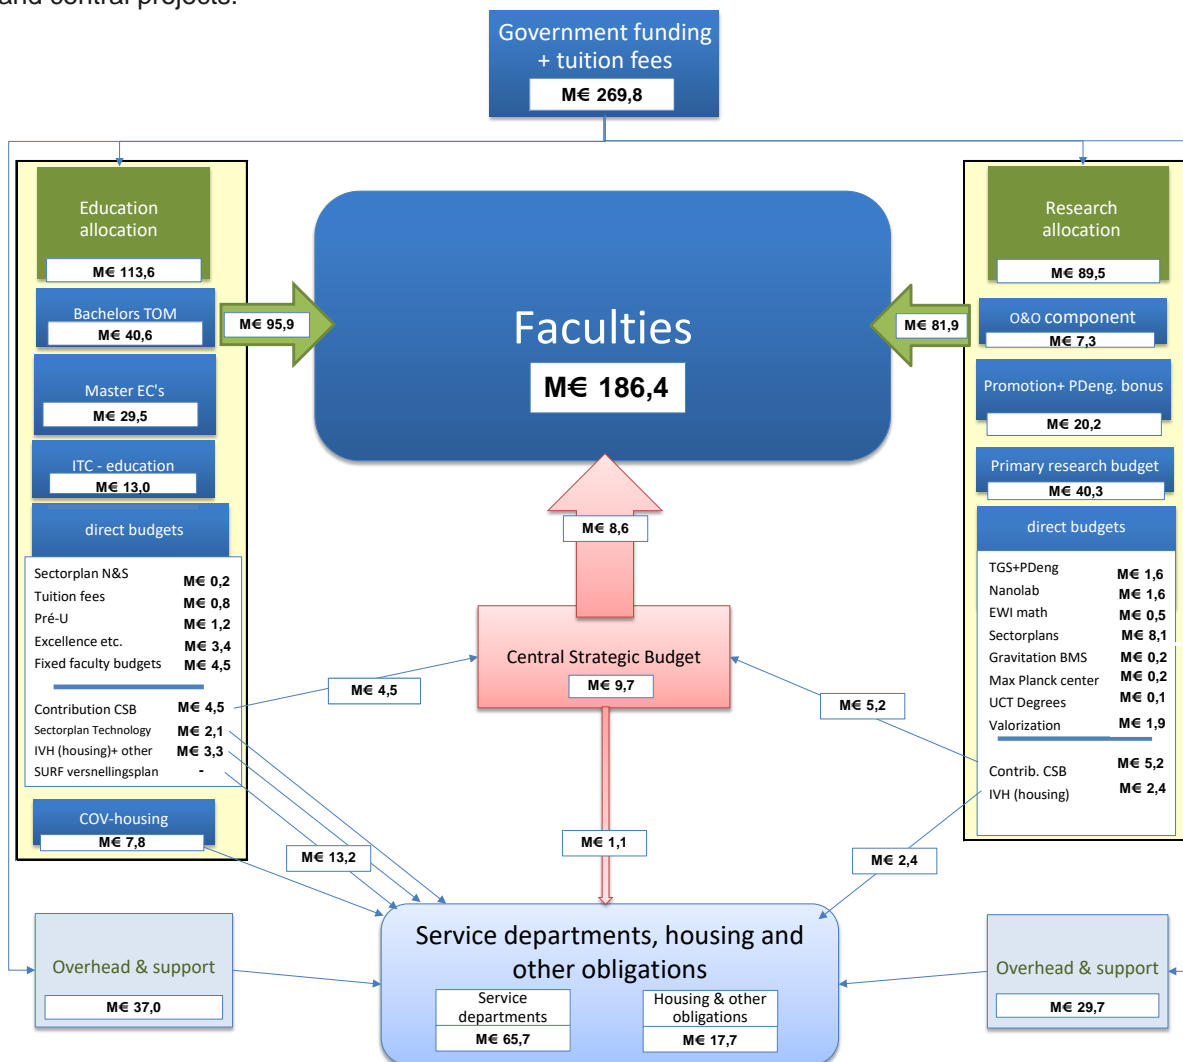 and central projects.
Government funding
+ tuition fees
M€ 269,8
Education
allocation
M€ 113,6
Bachelors TOM
M€ 40,6
Master EC's
M€ 29,5
ITC - education
M€ 13,0
direct budgets
Sectorplan N&S M€ 0,2
Tuition fees M€ 0,8
Pré-U M€ 1,2
Excellence etc. M€ 3,4
Fixed faculty budgets M€ 4,5
Contribution CSB M€ 4,5
Sectorplan Technology M€ 2,1
IVH (housing)+ other M€ 3,3
SURF versnellingsplan -
COV-housing
M€ 7,8
M€ 95,9
Faculties
M€ 186,4
M€ 81,9
M€ 8,6
Central Strategic Budget
M€ 9,7
M€ 4,5
M€ 5,2
M€ 1,1
M€ 13,2
M€ 2,4
Research
allocation
M€ 89,5
O&O component
M€ 7,3
Promotion+ PDeng. bonus
M€ 20,2
Primary research budget
M€ 40,3
direct budgets
TGS+PDeng M€ 1,6
Nanolab M€ 1,6
EWI math M€ 0,5
Sectorplans M€ 8,1
Gravitation BMS M€ 0,2
Max Planck center M€ 0,2
UCT Degrees M€ 0,1
Valorization M€ 1,9
Contrib. CSB M€ 5,2
IVH (housing) M€ 2,4
Overhead & support
M€ 37,0
Service departments, housing and
other obligations
Service
departments
M€ 65,7
Housing & other
obligations
M€ 17,7
Overhead & support
M€ 29,7